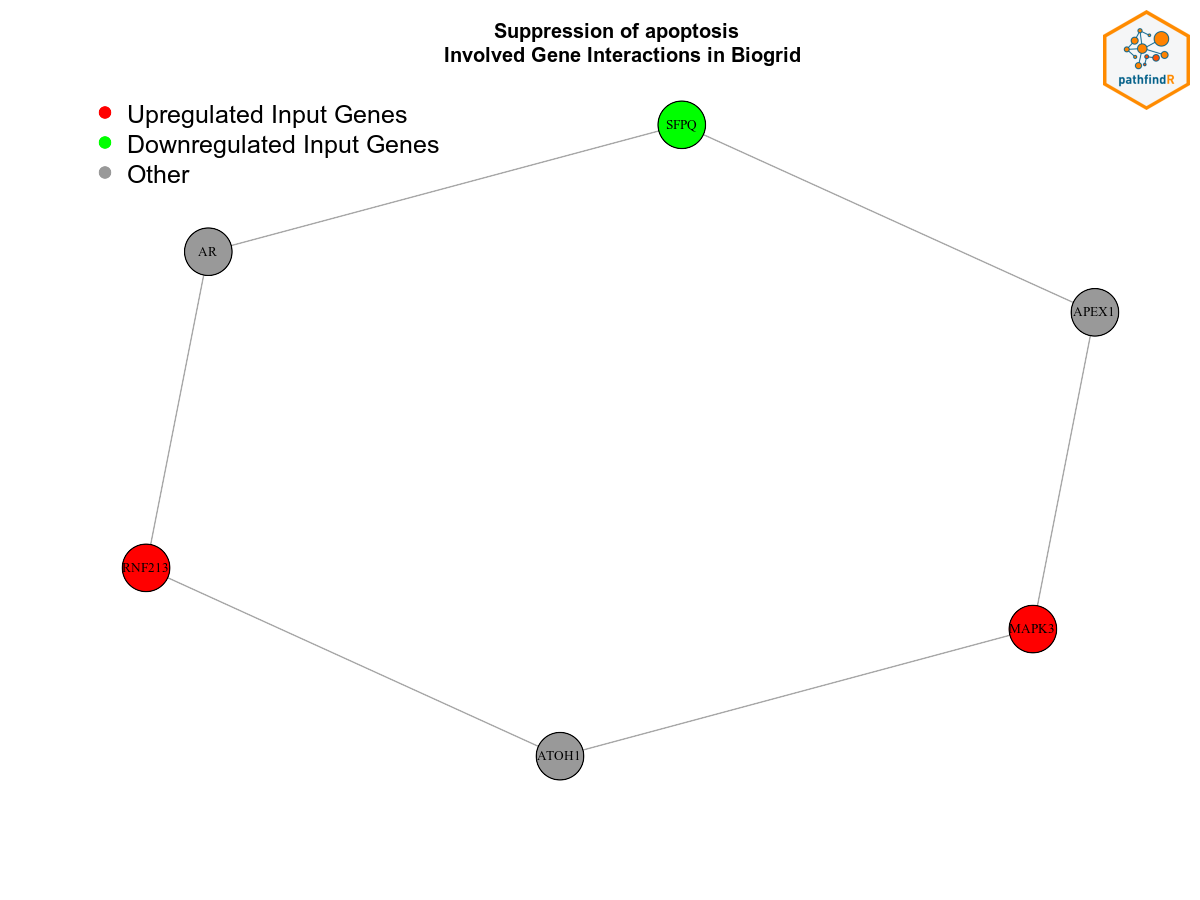 Suppression of apoptosis
Involved Gene Interactions in Biogrid
pathfindR
Upregulated Input Genes
Downregulated Input Genes
Other
SFPQ
AR
APEX1
RNF213
MAPK3
ATOH1